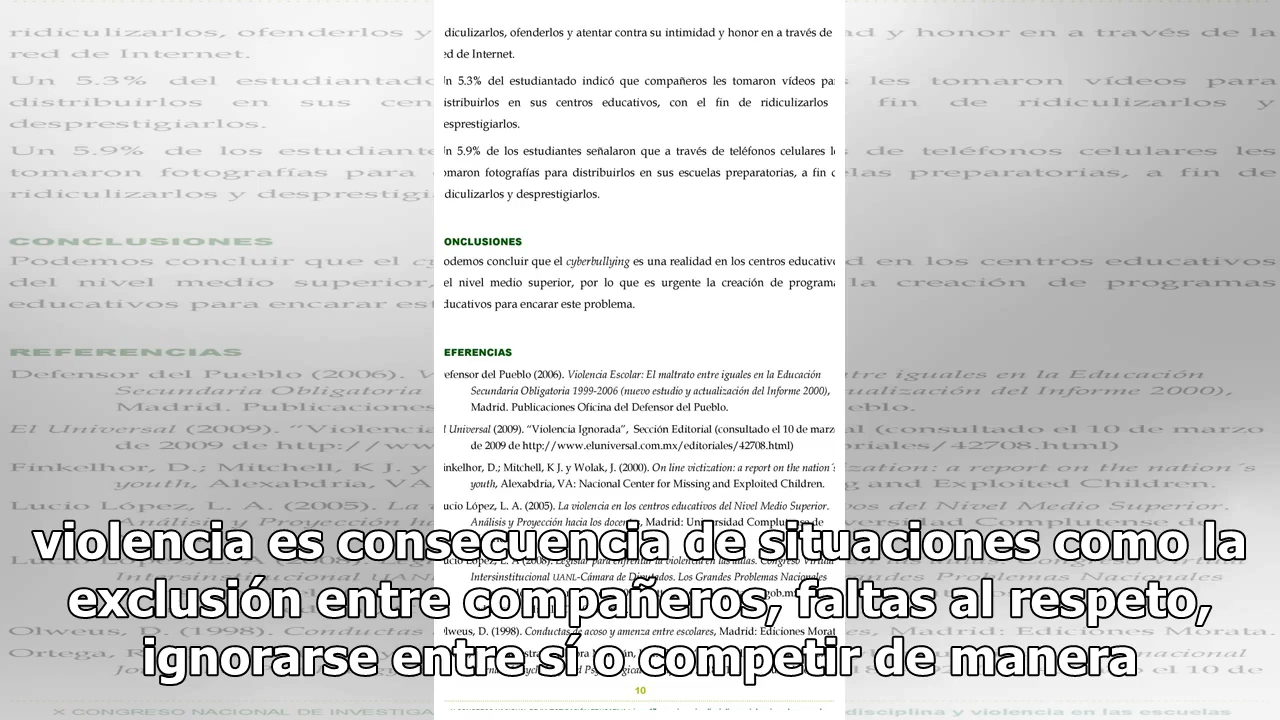 diculizarlos, ofenderlos y atentar contra su intimidad y honor en a través de
ed de Internet.
n 5.3% del estudiantado indicó que compañeros les tomaron vídeos par
istribuirlos en sus centros educativos, con el fin de ridiculizarlos
esprestigiarlos.
n 5.9% de los estudiantes señalaron que a través de teléfonos celulares l
omaron fotografías para distribuirlos en sus escuelas preparatorias, a fin d
diculizarlos y desprestigiarlos.
ONCLUSIONES
odemos concluir que el cyberbullying es una realidad en los centros educativo
el nivel medio superior, por lo que es urgente la creación de programa
ducativos para encarar este problema.
EFERENCIAS
efensor del Pueblo (2006). Violencia Escolar: El maltrato entre iguales en la Educación
Secundaria Obligatoria 1999-2006 (nuevo estudio y actualización del Informe 2000),
Madrid. Publicaciones Oficina del Defensor del Pueblo.
l Universal (2009). “Violencia Ignorada”, Sección Editorial (consultado el 10 de marzo
de 2009 de http://www.eluniversal.com.mx/editoriales/42708.html)
inkelhor, D.; Mitchell, K J. y Wolak, J. (2000). On line victization: a report on the nation´s
youth, Alexabdria, VA: National Center for Missing and Exploited Children.
ucio López, L. A. (2005). La violencia en los centros educativos del Nivel Medio Superior.
Análisis y Proyección hacia los docentes, Madrid: Universidad Complutense de
violencia es consecuencia de situaciones como la
Interinstitucional UANL-Cámara de Diputados. Los Grandes Problemas Nacionales
exclusión entre compañeros, faltas al respeto,
lweus, D. (1998). Conductas de acoso y amenza entre escolares, Madrid: Ediciones Morat
ignorarse entre sí o competir de manera
10